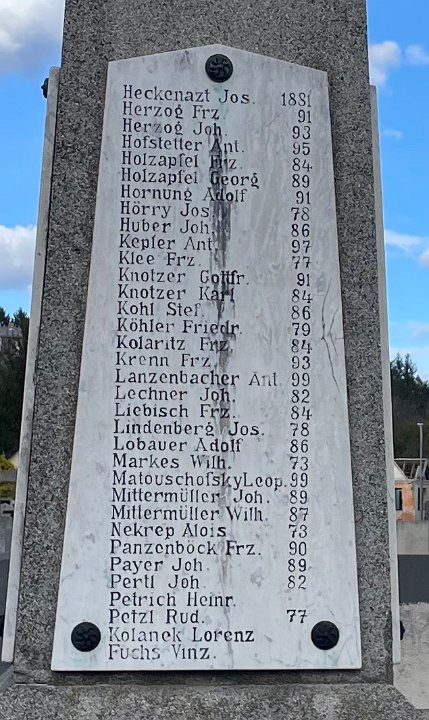 Heckenazt Jos. 1881
Herzog Frz. 91
Herzog Joh. 93
Hofstetter Ant. 95
Holzapfel Frz. 84
Holzapfel Georg 89
Hornung Adolf 91
Hörry Jos. 78
Huber Joh. 86
Kepfer Ant. 97
Klee Frz. 77
Knotzer Gottfr. 91
Knotzer Karl 84
Kohl Stef. 86
Köhler Friedr. 79
Kolaritz Frz. 84
Krenn Frz. 93
Lanzenbacher Ant. 99
Lechner Joh. 82
Liebisch Frz. 84
Lindenberg Jos. 78
Lobauer Adolf 86
Markes Wilh. 73
Matouschofsky Leop. 99
Mittermüller Joh. 89
Mittermüller Wilh. 87
Nekrep Alois 73
Panzenböck Frz. 90
Payer Joh. 89
Pertl Joh. 82
Petrich Heinr.
Petzl Rud. 77
Kolanek Lorenz
Fuchs Vinz.